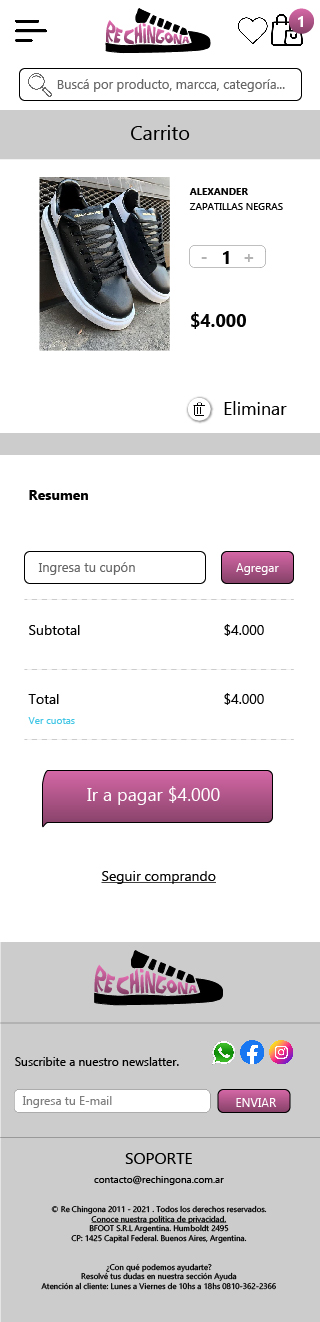 RECHINGONA
1
Buscá por producto, marcca, categoría...
Carrito
ALEXANDER
ZAPATILLAS NEGRAS
- 1 +
$4.000
Eliminar
Resumen
Ingresa tu cupón
Agregar
Subtotal $4.000
Total $4.000
Ver cuotas
Ir a pagar $4.000
Seguir comprando
RECHINGONA
Suscribite a nuestro newslatter.
Ingresa tu E-mail
ENVIAR
SOPORTE
contacto@rechingona.com.ar
© Re Chingona 2011 - 2021 . Todos los derechos reservados.
Conoce nuestra política de privacidad.
BFOOT S.R.L Argentina. Humboldt 2495
CP: 1425 Capital Federal. Buenos Aires, Argentina.
¿Con qué podemos ayudarte?
Resolvé tus dudas en nuestra sección Ayuda
Atención al cliente: Lunes a Viernes de 10hs a 18hs 0810-362-2366